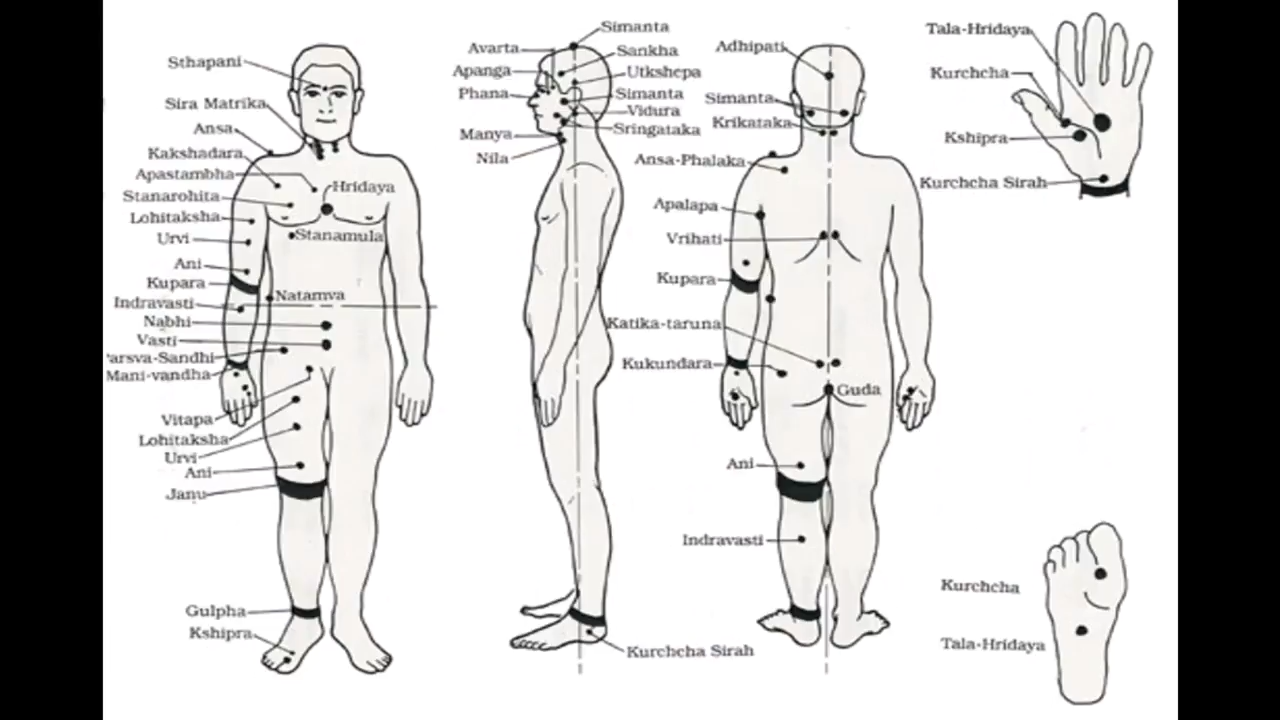 Sthapani
Sira Matrika
Ansa
Kakshadara
Apastambha
Hridaya
Stanarohita
Lohitaksha
Urvi
Stanamula
Ani
Kupara
Natamva
Indravasti
Nabhi
Vasti
arsva-Sandhi
Mani-vandha
Vitapa
Lohitaksha
Urvi
Ani
Janu
Gulpha
Kshipra
Simanta
Avarta
Sankha
Apanga
Utkshepa
Phana
Simanta
Vidura
Sringataka
Manya
Nila
Kurchcha Sirah
Adhipati
Simanta
Krikataka
Ansa-Phalaka
Apalapa
Vrihati
Kupara
Katika-taruna
Kukundara
Guda
Ani
Indravasti
Tala-Hridaya
Kurchcha
Kshipra
Kurchcha Sirah
Kurchcha
Tala-Hridaya